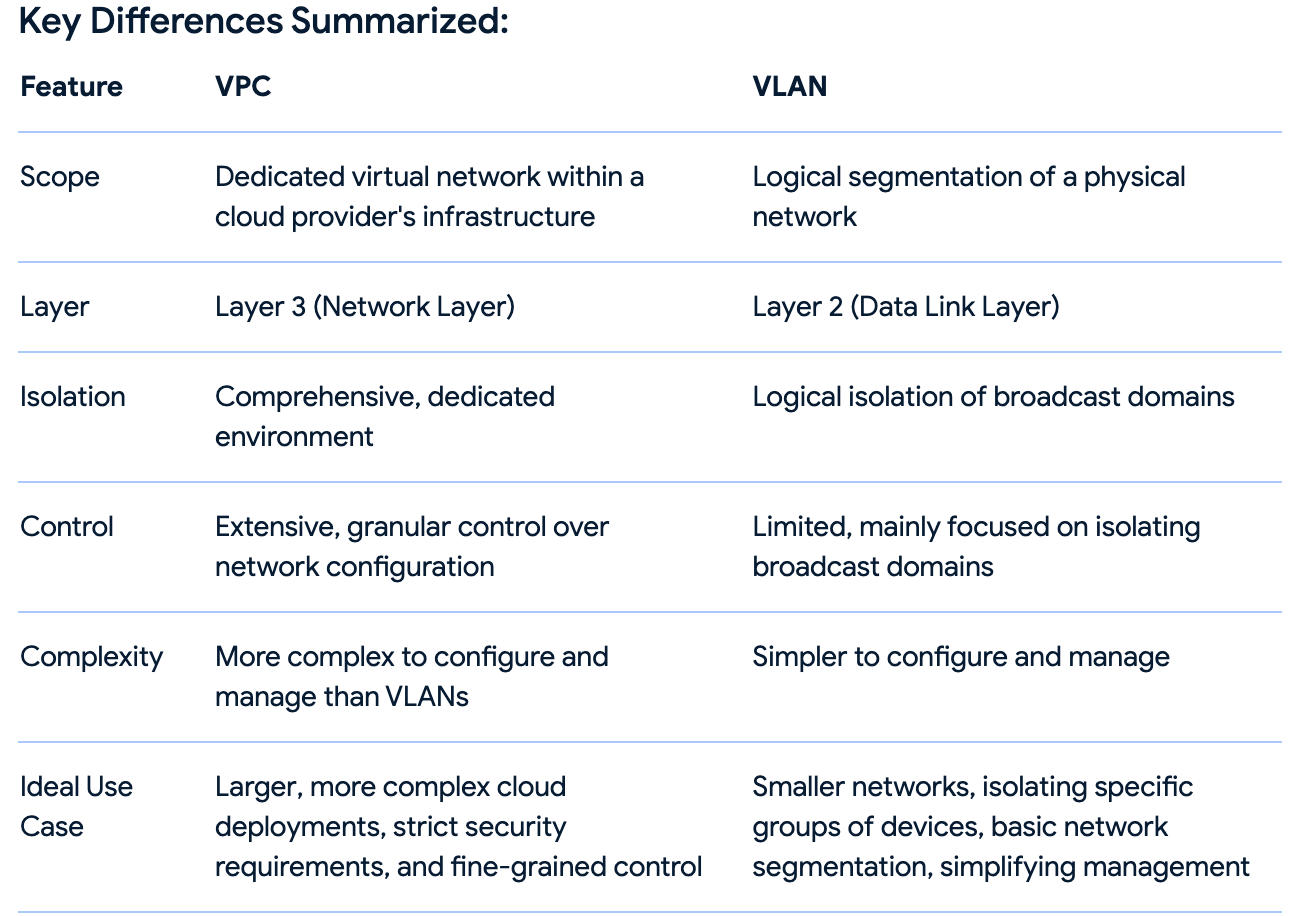 Key Differences Summarized:
Feature VPC VLAN
Scope Dedicated virtual network within a Logical segmentation of a physical
cloud provider's infrastructure network
Layer Layer 3 (Network Layer) Layer 2 (Data Link Layer)
Isolation Comprehensive, dedicated Logical isolation of broadcast domains
environment
Control Extensive, granular control over Limited, mainly focused on isolating
network configuration broadcast domains
Complexity More complex to configure and Simpler to configure and manage
manage than VLANs
Ideal Use Larger, more complex cloud Smaller networks, isolating specific
Case deployments, strict security groups of devices, basic network
requirements, and fine-grained control segmentation, simplifying management